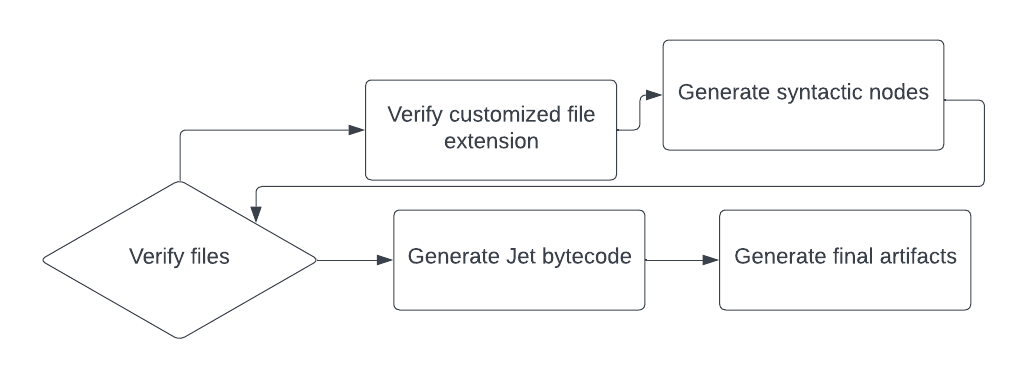 Generate syntactic nodes
Verify customized file
extension
Verify files
Generate Jet bytecode
Generate final artifacts